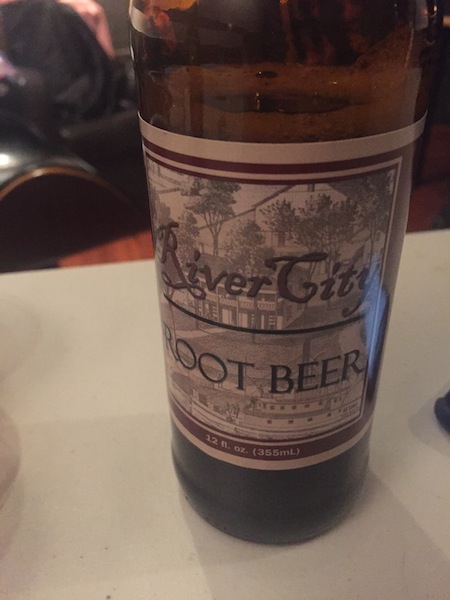 River City
ROOT BEER
12 fl. oz. (355mL)